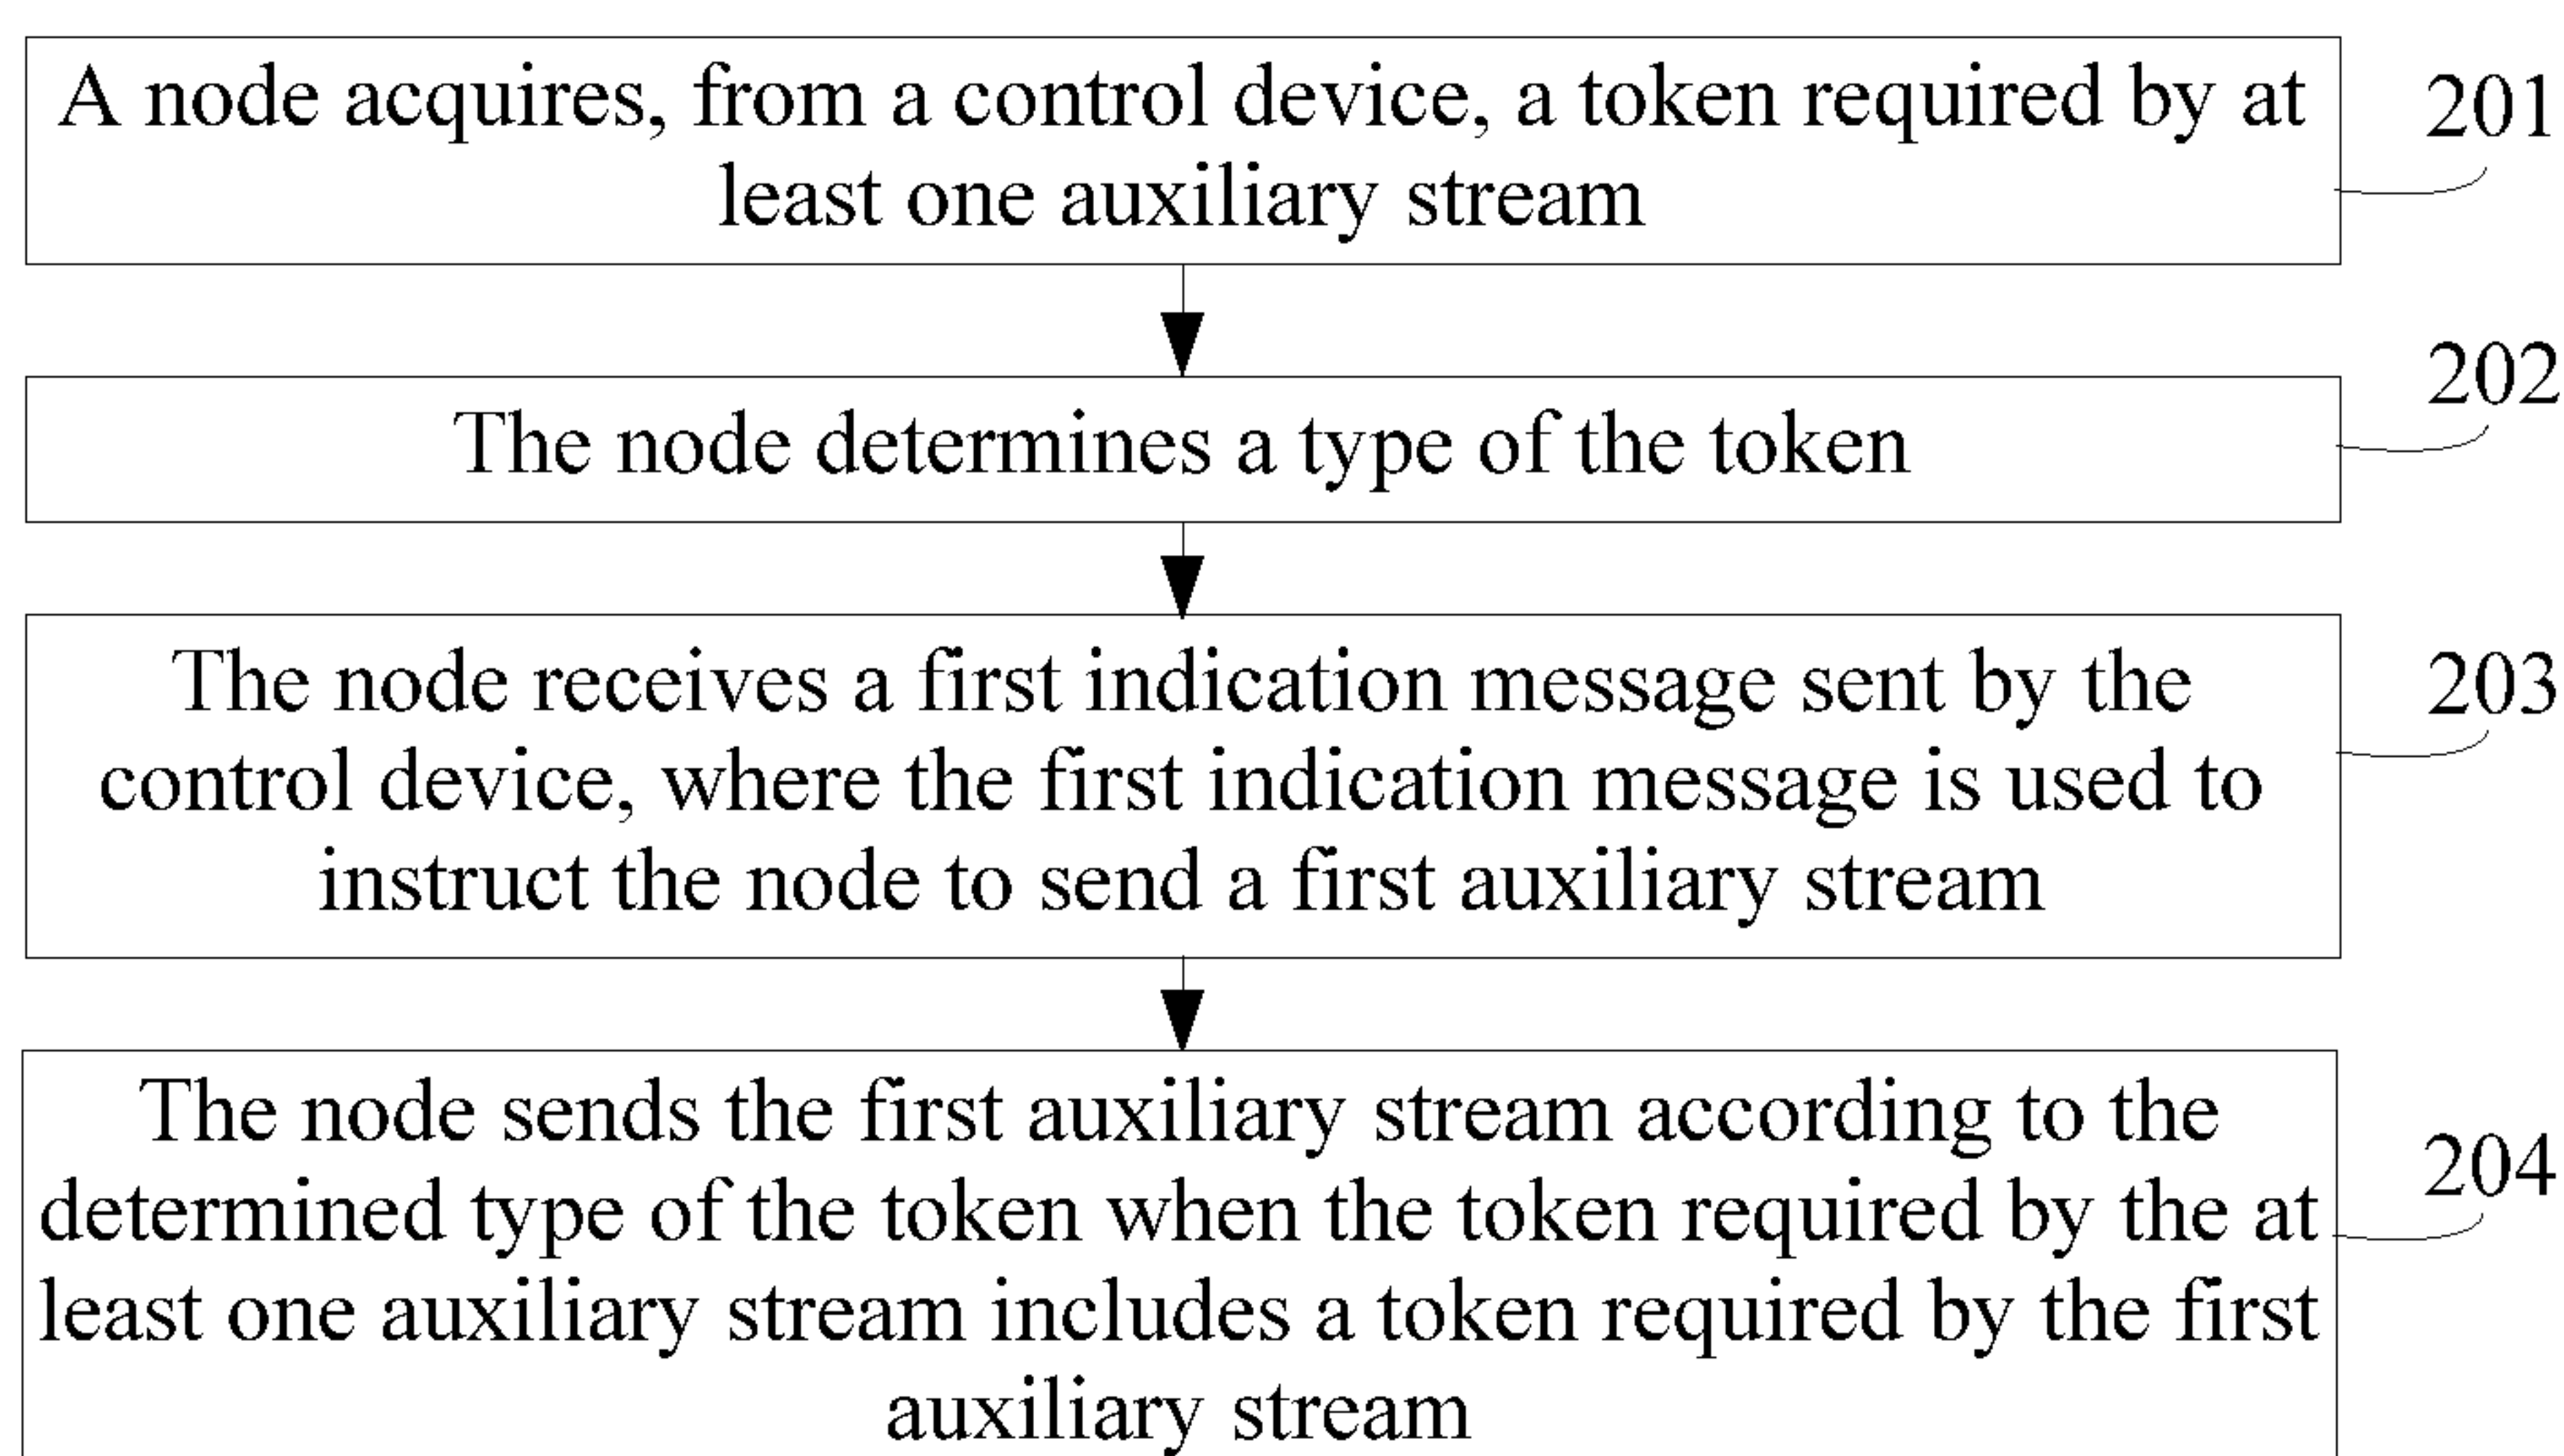 A node acquires, from a control device, a token required by at
least one auxiliary stream
201
The node determines a type of the token
202
The node receives a first indication message sent by the
control device, where the first indication message is used to
instruct the node to send a first auxiliary stream
203
The node sends the first auxiliary stream according to the
determined type of the token when the token required by the at
least one auxiliary stream includes a token required by the first
auxiliary stream
204